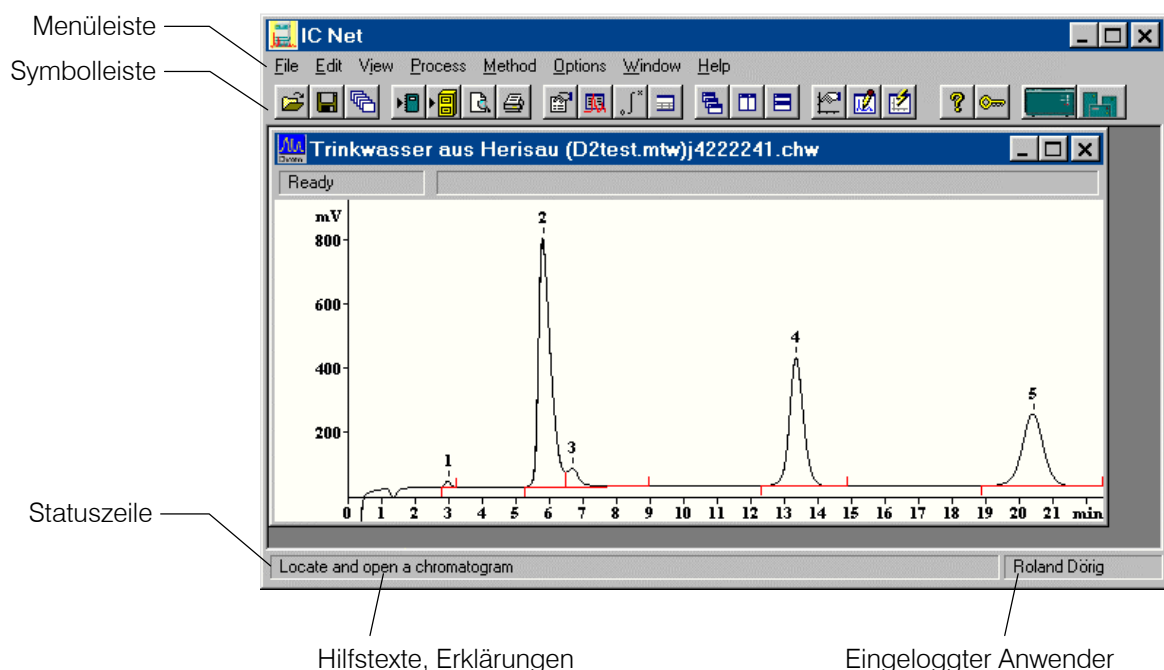 Menüleiste
Symbolleiste
IC Net
File Edit View Process Method Options Window Help
Trinkwasser aus Herisau (D2test.mtw)j4222241.chw
Chrom
Ready
mV
800
600
400
200
1
2
3
4
5
0 1 2 3 4 5 6 7 8 9 10 11 12 13 14 15 16 17 18 19 20 21 min
Statuszeile
Locate and open a chromatogram
Roland Dörig
Hilfstexte, Erklärungen
Eingeloggter Anwender